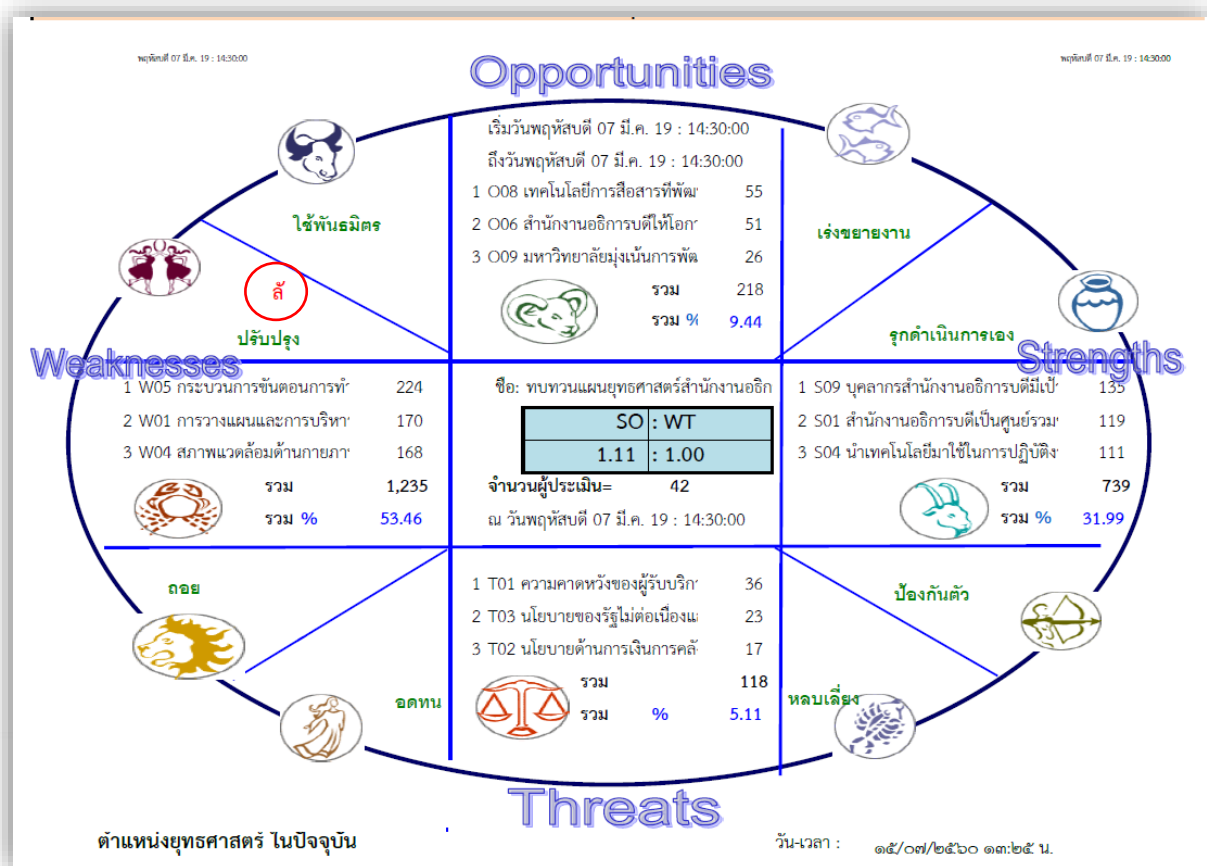 พฤหัสบดี 07 มี.ค. 19 : 14:30:00
พฤหัสบดี 07 มี.ค. 19 : 14:30:00
Opportunities
เริ่มวันพฤหัสบดี 07 มี.ค. 19 : 14:30:00
ถึงวันพฤหัสบดี 07 มี.ค. 19 : 14:30:00
1 O08 เทคโนโลยีการสื่อสารที่พัฒ 55
2 O06 สำนักงานอธิการบดีให้โอก 51
3 O09 มหาวิทยาลัยมุ่งเน้นการพัฒ 26
รวม 218
รวม % 9.44
ใช้พันธมิตร
เร่งขยายงาน
ลั
ปรับปรุง
รุกดำเนินการเอง
Weaknesses
Strengths
1 W05 กระบวนการขั้นตอนการทำ 224
2 W01 การวางแผนและการบริหา 170
3 W04 สภาพแวดล้อมด้านกายภา 168
รวม 1,235
รวม % 53.46
ชื่อ: ทบทวนแผนยุทธศาสตร์สำนักงานอธิก
SO : WT
1.11 : 1.00
จำนวนผู้ประเมิน= 42
ณ วันพฤหัสบดี 07 มี.ค. 19 : 14:30:00
1 S09 บุคลากรสำนักงานอธิการบดีมีเป้ 135
2 S01 สำนักงานอธิการบดีเป็นศูนย์รวม 119
3 S04 นำเทคโนโลยีมาใช้ในการปฏิบัติง 111
รวม 739
รวม % 31.99
ถอย
ป้องกันตัว
1 T01 ความคาดหวังของผู้รับบริก 36
2 T03 นโยบายของรัฐไม่ต่อเนื่องแ 23
3 T02 นโยบายด้านการเงินการคลั 17
รวม 118
รวม % 5.11
อดทน
หลบเลี่ยง
Threats
ตำแหน่งยุทธศาสตร์ ในปัจจุบัน
วัน-เวลา : ๑๕/๐๗/๒๕๖๐ ๑๓:๒๕ น.